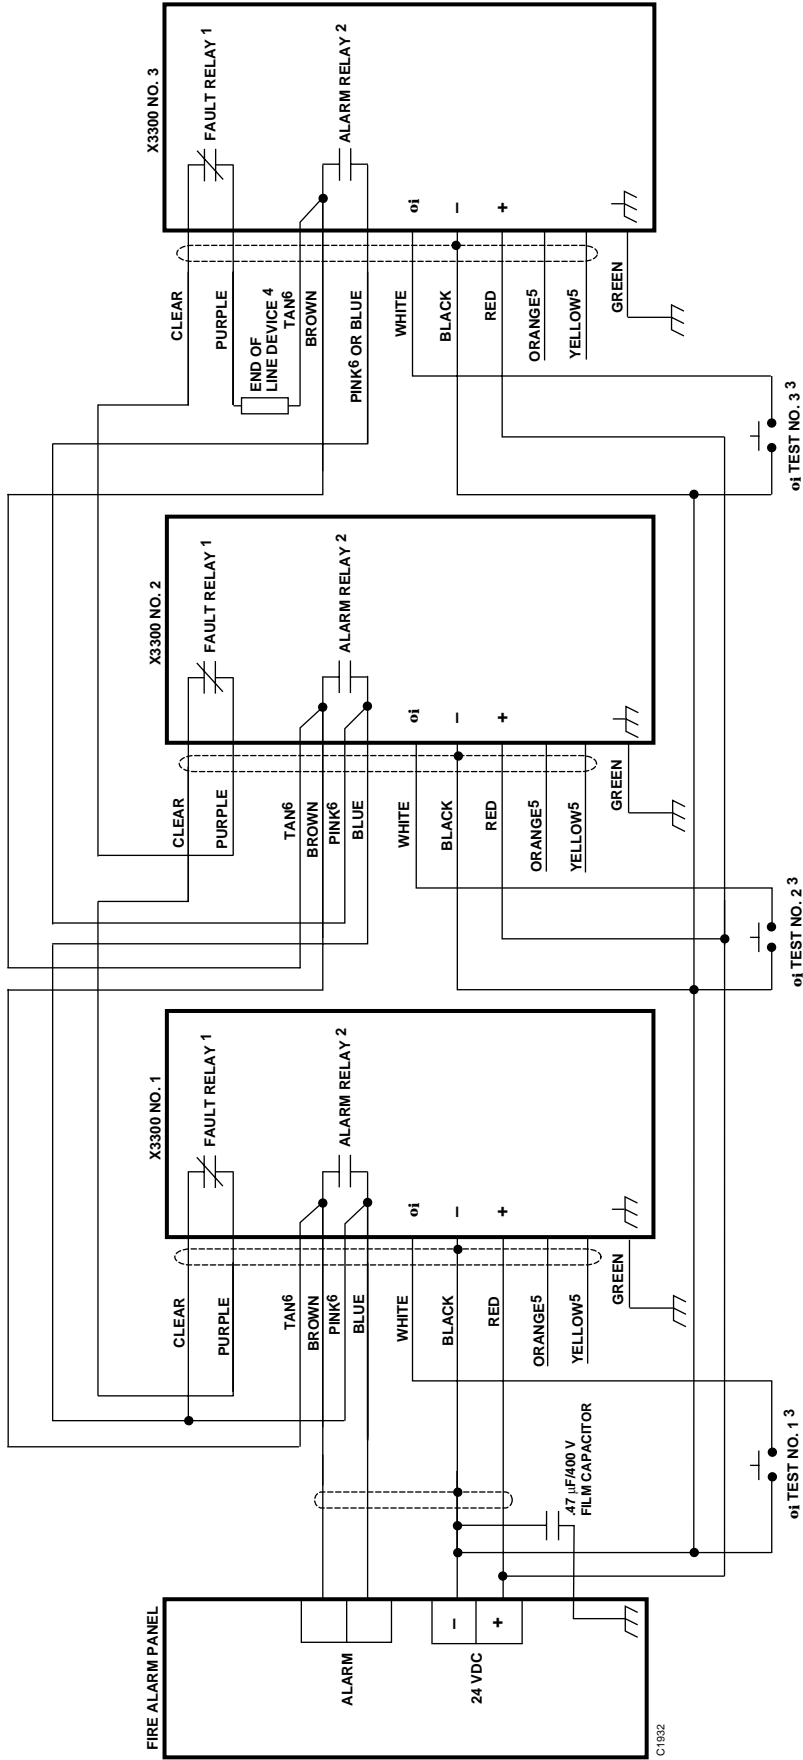 X3300 NO. 3
FAULT RELAY 1
ALARM RELAY 2
oi
–
+
CLEAR
PURPLE
END OF
LINE DEVICE 4
TAN6
BROWN
PINK6 OR BLUE
WHITE
BLACK
RED
ORANGE5
YELLOW5
GREEN
oi TEST NO. 3 3
X3300 NO. 2
FAULT RELAY 1
ALARM RELAY 2
oi
–
+
CLEAR
PURPLE
TAN6
BROWN
PINK6
BLUE
WHITE
BLACK
RED
ORANGE5
YELLOW5
GREEN
oi TEST NO. 2 3
X3300 NO. 1
FAULT RELAY 1
ALARM RELAY 2
oi
–
+
CLEAR
PURPLE
TAN6
BROWN
PINK6
BLUE
WHITE
BLACK
RED
ORANGE5
YELLOW5
GREEN
oi TEST NO. 1 3
.47 µF/400 V
FILM CAPACITOR
FIRE ALARM PANEL
ALARM
–
+
24 VDC
C1932